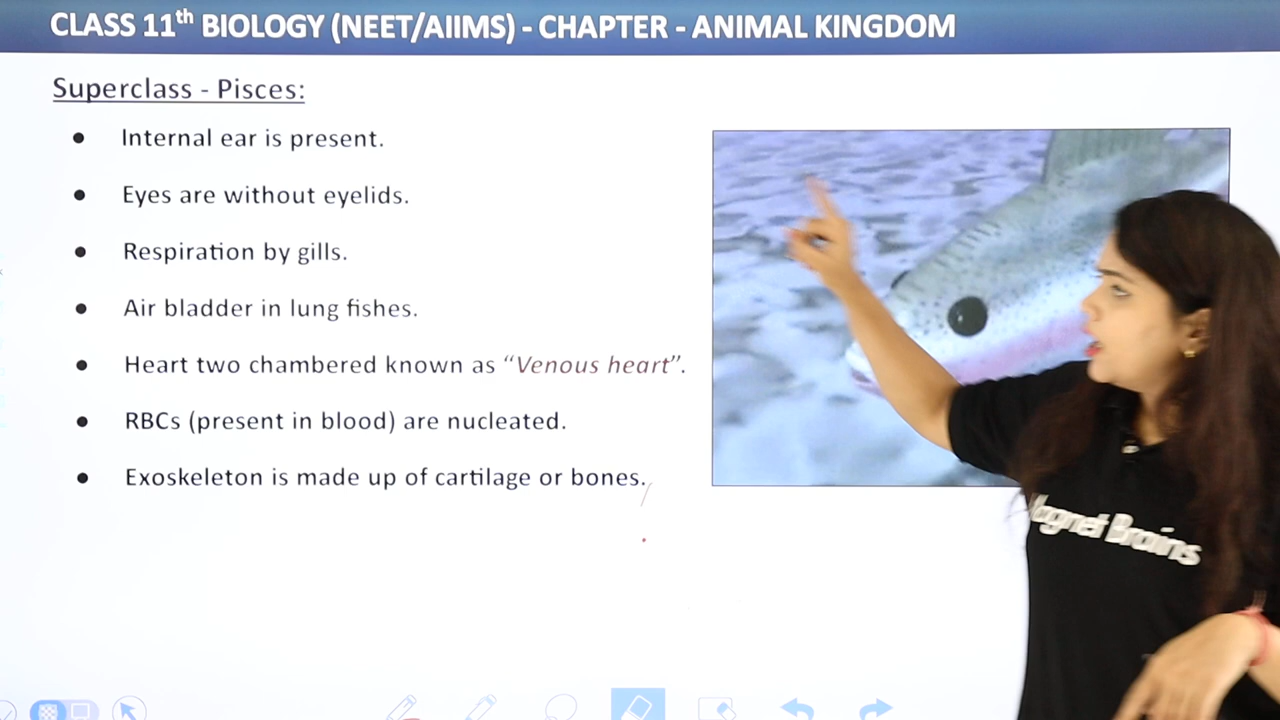 CLASS 11th BIOLOGY (NEET/AIIMS) - CHAPTER - ANIMAL KINGDOM
Superclass - Pisces:
● Internal ear is present.
● Eyes are without eyelids.
● Respiration by gills.
● Air bladder in lung fishes.
● Heart two chambered known as “Venous heart”.
● RBCs (present in blood) are nucleated.
● Exoskeleton is made up of cartilage or bones.
Magnet Brains